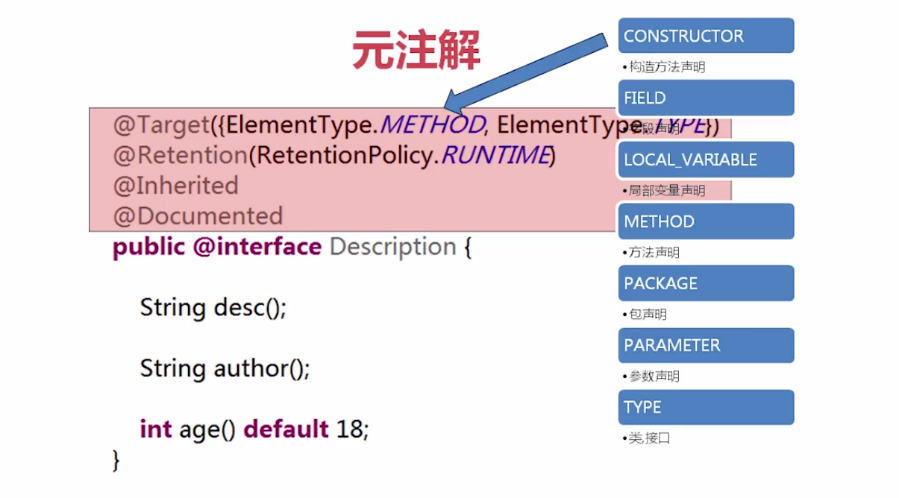 元注解
@Target({ElementType.METHOD, ElementType.TYPE})
@Retention(RetentionPolicy.RUNTIME)
@Inherited
@Documented
public @interface Description {
String desc();
String author();
int age() default 18;
}
CONSTRUCTOR
•构造方法声明
FIELD
•字段声明
LOCAL_VARIABLE
•局部变量声明
METHOD
•方法声明
PACKAGE
•包声明
PARAMETER
•参数声明
TYPE
•类,接口